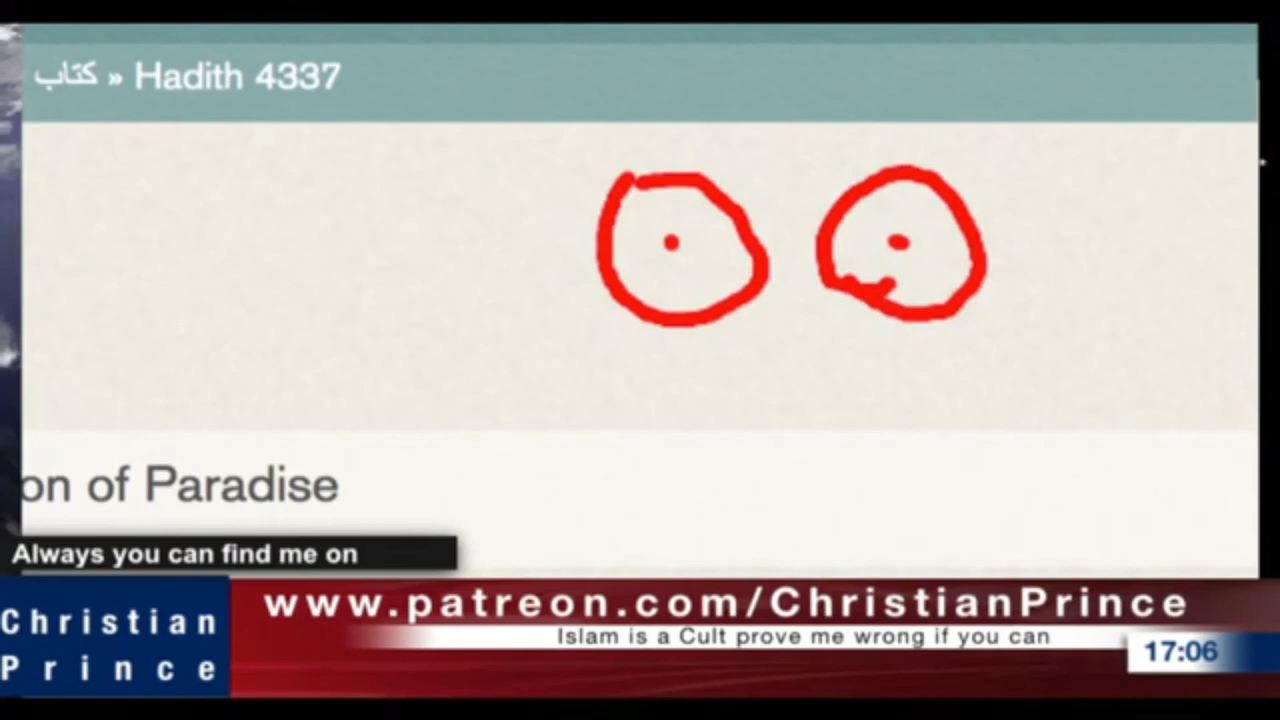 كتاب » Hadith 4337
on of Paradise
Always you can find me on
www.patreon.com/ChristianPrince
Islam is a Cult prove me wrong if you can
Christian
Prince
17:06